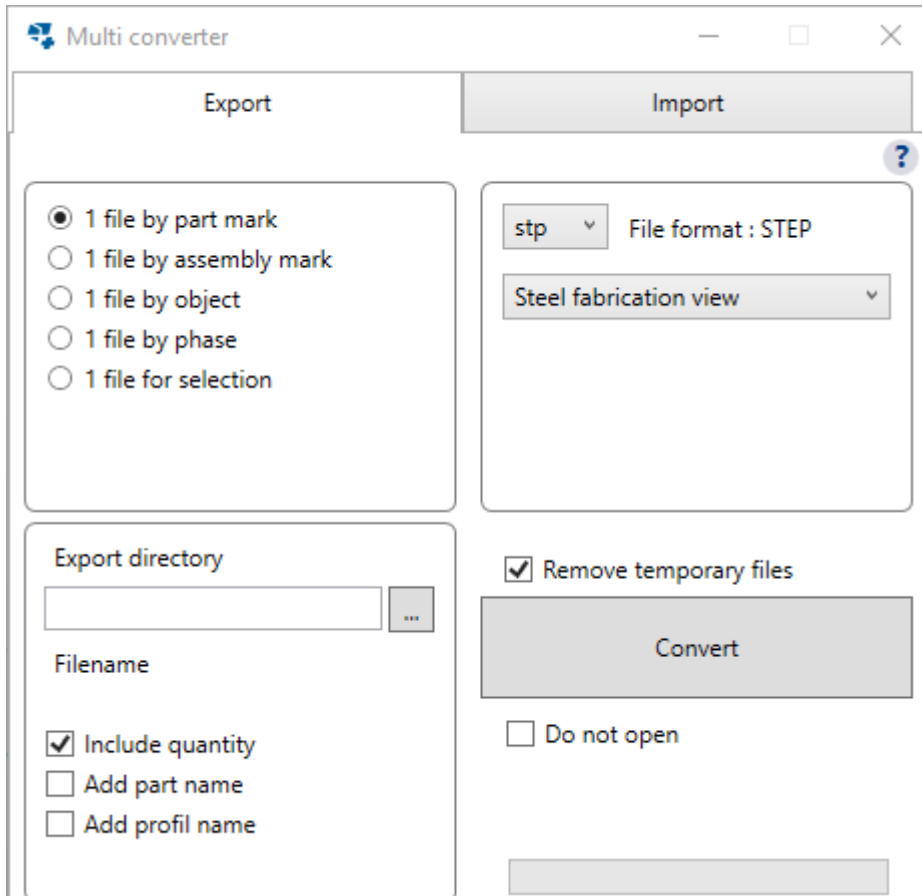 Multi converter
Export
Import
?
1 file by part mark
1 file by assembly mark
1 file by object
1 file by phase
1 file for selection
stp
File format : STEP
Steel fabrication view
Export directory
...
Filename
Include quantity
Add part name
Add profil name
Remove temporary files
Convert
Do not open